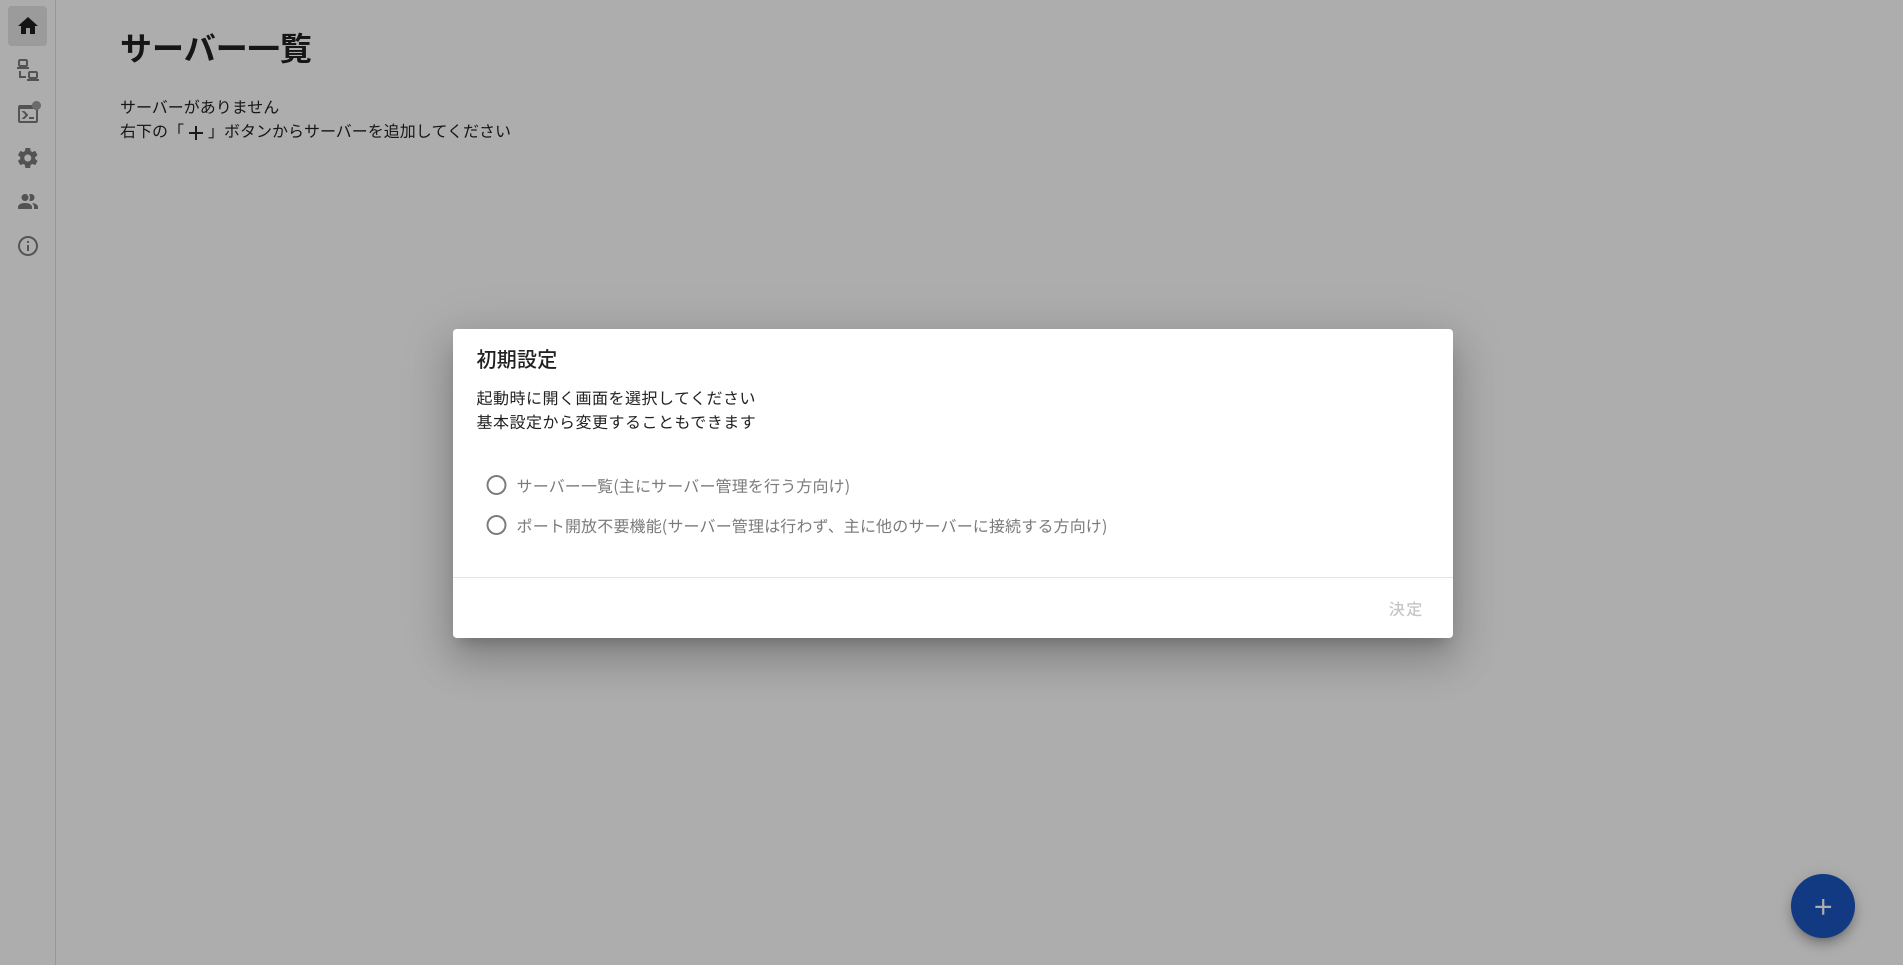 サーバー一覧
サーバーがありません
右下の「+」ボタンからサーバーを追加してください
初期設定
起動時に開く画面を選択してください
基本設定から変更することもできます
サーバー一覧(主にサーバー管理を行う方向け)
ポート開放不要機能(サーバー管理は行わず、主に他のサーバーに接続する方向け)
決定